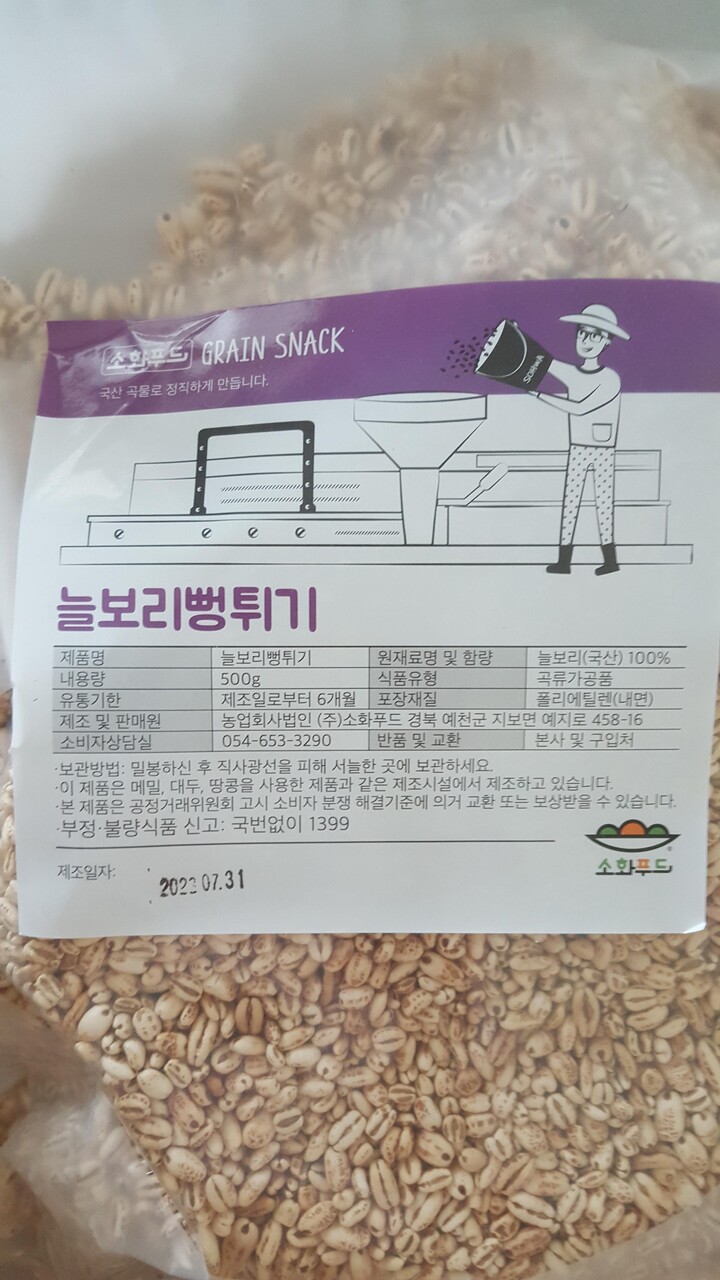 소화푸드 GRAIN SNACK
국산 곡물로 정직하게 만듭니다.
SOHWA
늘보리뻥튀기
제품명 늘보리뻥튀기 원재료명 및 함량 늘보리(국산) 100%
내용량 500g 식품유형 곡류가공품
유통기한 제조일로부터 6개월 포장재질 폴리에틸렌(내면)
제조 및 판매원 농업회사법인 (주)소화푸드 경북 예천군 지보면 예지로 458-16
소비자상담실 054-653-3290 반품 및 교환 본사 및 구입처
·보관방법: 밀봉하신 후 직사광선을 피해 서늘한 곳에 보관하세요.
·이 제품은 메밀, 대두, 땅콩을 사용한 제품과 같은 제조시설에서 제조하고 있습니다.
·본 제품은 공정거래위원회 고시 소비자 분쟁 해결기준에 의거 교환 또는 보상받을 수 있습니다.
·부정·불량식품 신고: 국번없이 1399
소화푸드
제조일자: 2023 07.31